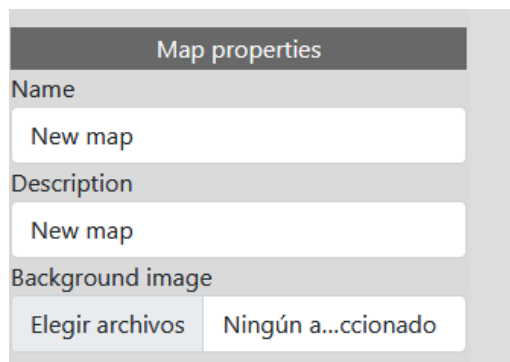 Map properties
Name
New map
Description
New map
Background image
Elegir archivos Ningún a...ccionado